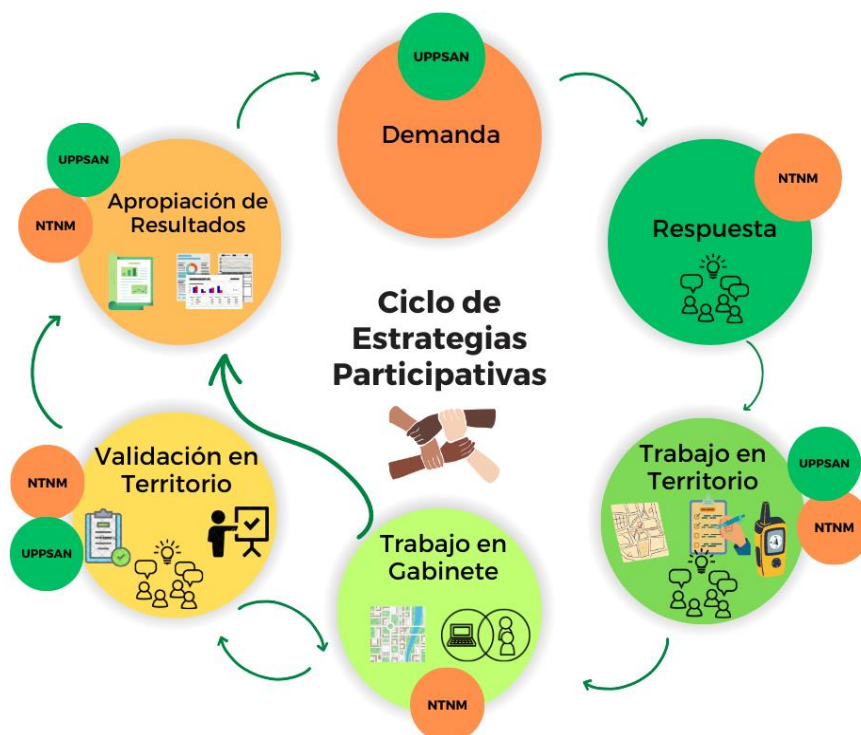 UPPSAN
Demanda
NTNM
Respuesta
UPPSAN
NTNM
Trabajo en
Territorio
Trabajo en
Gabinete
NTNM
NTNM
UPPSAN
Validación en
Territorio
UPPSAN
NTNM
Apropiación de
Resultados
Ciclo de
Estrategias
Participativas